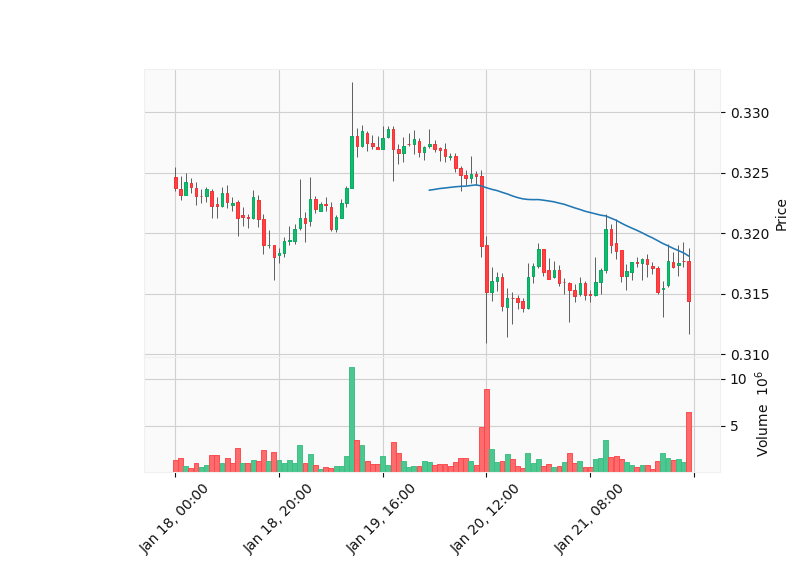 0.330
0.325
0.320
0.315
0.310
Price
10
5
Volume 10^6
Jan 18, 00:00
Jan 18, 20:00
Jan 19, 16:00
Jan 20, 12:00
Jan 21, 08:00